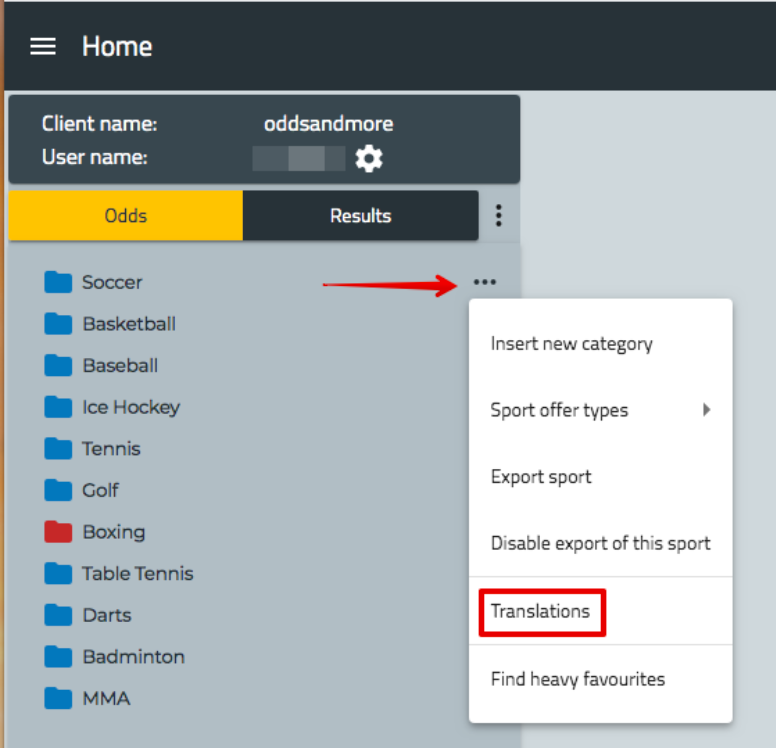 Home
Client name: oddsandmore
User name:
Odds Results
Soccer
Basketball
Baseball
Ice Hockey
Tennis
Golf
Boxing
Table Tennis
Darts
Badminton
MMA
Insert new category
Sport offer types
Export sport
Disable export of this sport
Translations
Find heavy favourites